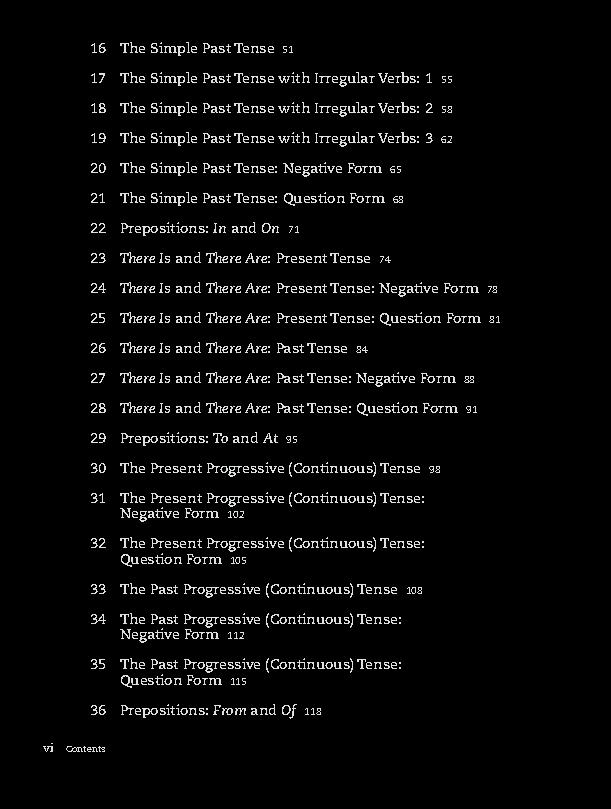 16 The Simple Past Tense 51
17 The Simple Past Tense with Irregular Verbs: 1 55
18 The Simple Past Tense with Irregular Verbs: 2 58
19 The Simple Past Tense with Irregular Verbs: 3 62
20 The Simple Past Tense: Negative Form 65
21 The Simple Past Tense: Question Form 68
22 Prepositions: In and On 71
23 There Is and There Are: Present Tense 74
24 There Is and There Are: Present Tense: Negative Form 78
25 There Is and There Are: Present Tense: Question Form 81
26 There Is and There Are: Past Tense 84
27 There Is and There Are: Past Tense: Negative Form 88
28 There Is and There Are: Past Tense: Question Form 91
29 Prepositions: To and At 95
30 The Present Progressive (Continuous) Tense 98
31 The Present Progressive (Continuous) Tense:
Negative Form 102
32 The Present Progressive (Continuous) Tense:
Question Form 105
33 The Past Progressive (Continuous) Tense 108
34 The Past Progressive (Continuous) Tense:
Negative Form 112
35 The Past Progressive (Continuous) Tense:
Question Form 115
36 Prepositions: From and Of 118
vi Contents